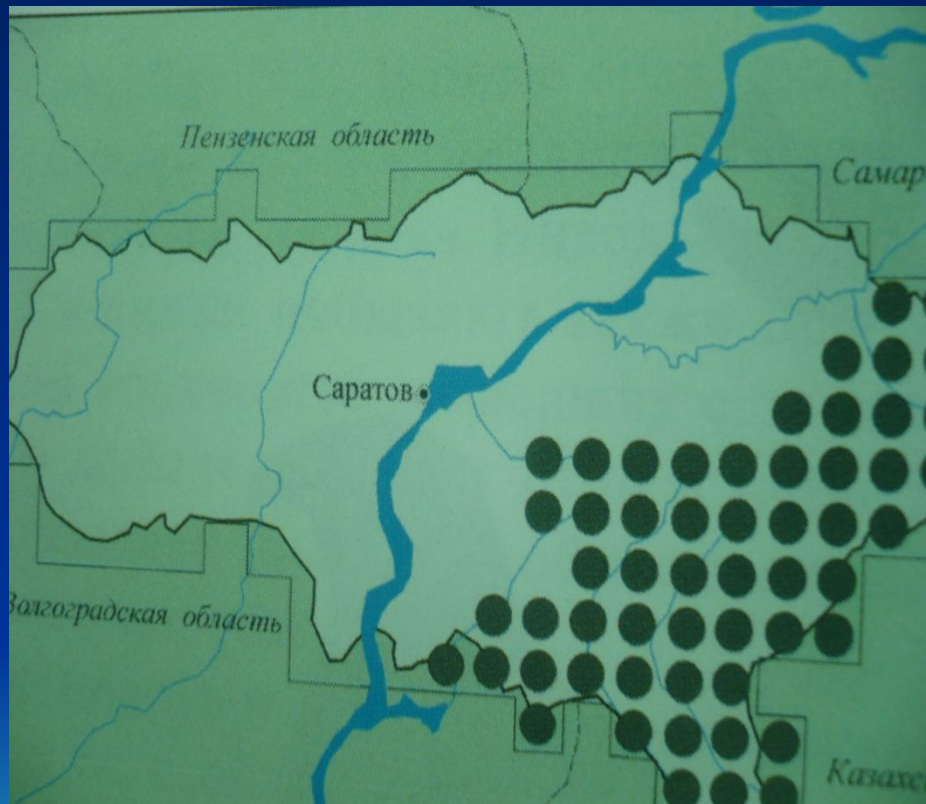 Пензенская область
Самар
Саратов
Волгоградская область
Казахс